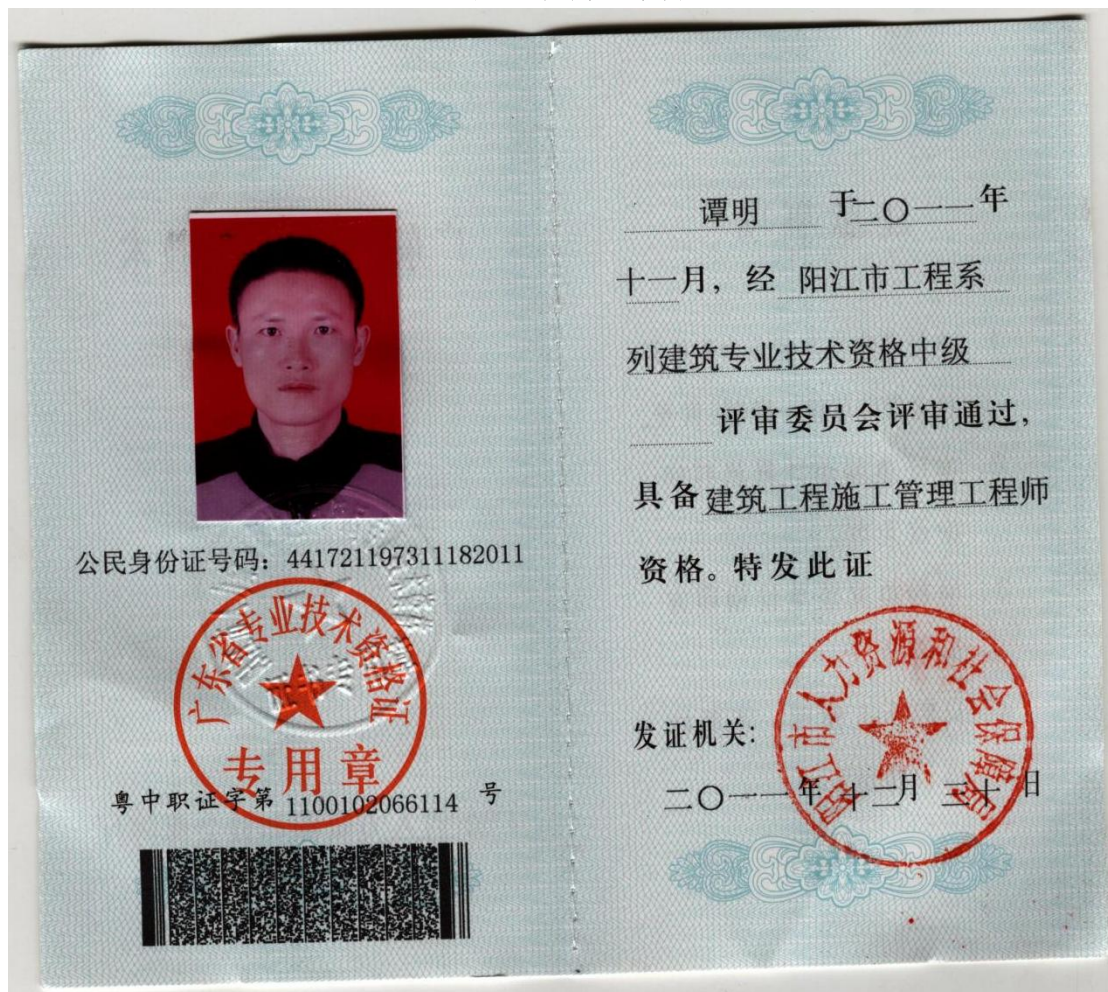 公民身份证号码：441721197311182011
广东省专业技术资格证
专用章
粤中职证字第 1100102066114 号
谭明 于二〇一一年
十一月，经 阳江市工程系
列建筑专业技术资格中级
评审委员会评审通过，
具备建筑工程施工管理工程师
资格。特发此证
阳江市人力资源和社会保障局
发证机关：
二〇一一年十二月三十日